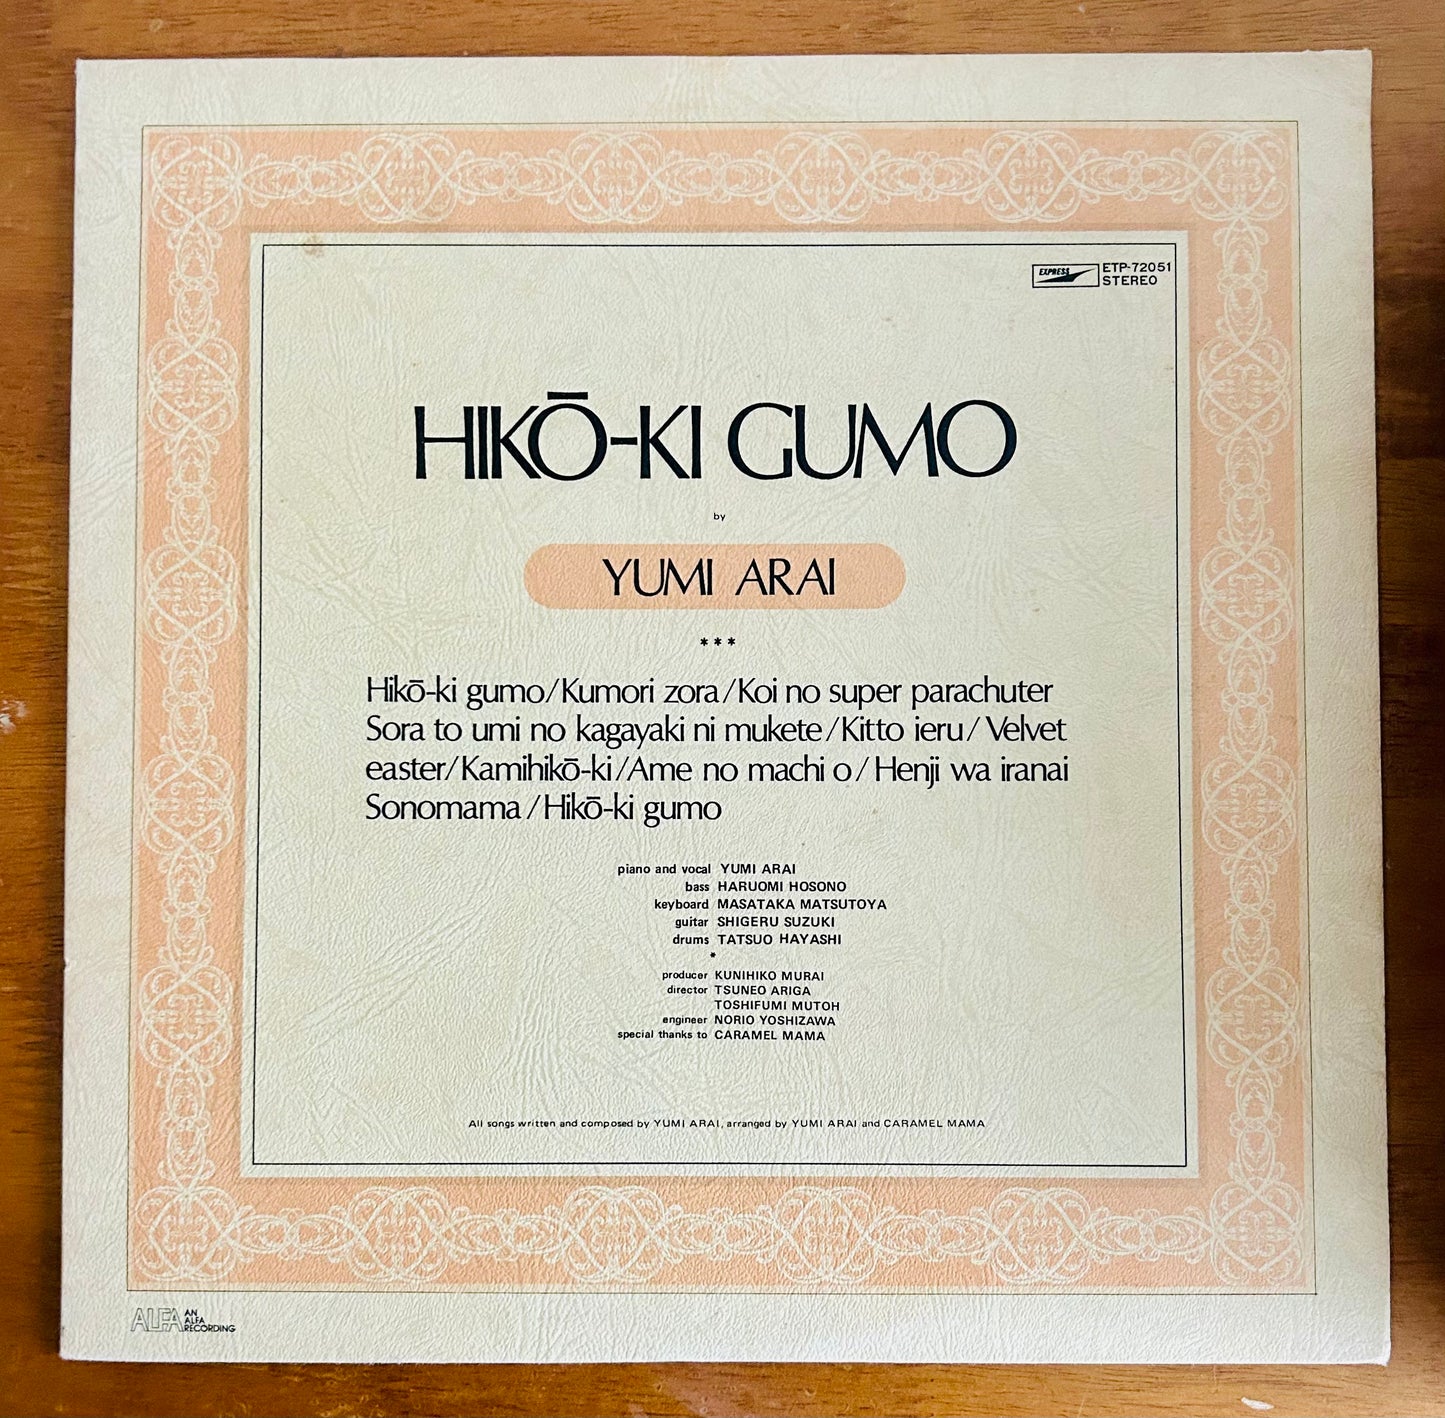 EXPRESS ETP-72051
STEREO
HIKŌ-KI GUMO
by
YUMI ARAI
***
Hikō-ki gumo/Kumori zora/Koi no super parachuter
Sora to umi no kagayaki ni mukete/Kitto ieru/Velvet
easter/Kamihikō-ki/Ame no machi o/Henji wa iranai
Sonomama/Hikō-ki gumo
piano and vocal YUMI ARAI
bass HARUOMI HOSONO
keyboard MASATAKA MATSUTOYA
guitar SHIGERU SUZUKI
drums TATSUO HAYASHI
*
producer KUNIHIKO MURAI
director TSUNEO ARIGA
TOSHIFUMI MUTOH
engineer NORIO YOSHIZAWA
special thanks to CARAMEL MAMA
All songs written and composed by YUMI ARAI, arranged by YUMI ARAI and CARAMEL MAMA
ALFA AN
ALFA
RECORDING